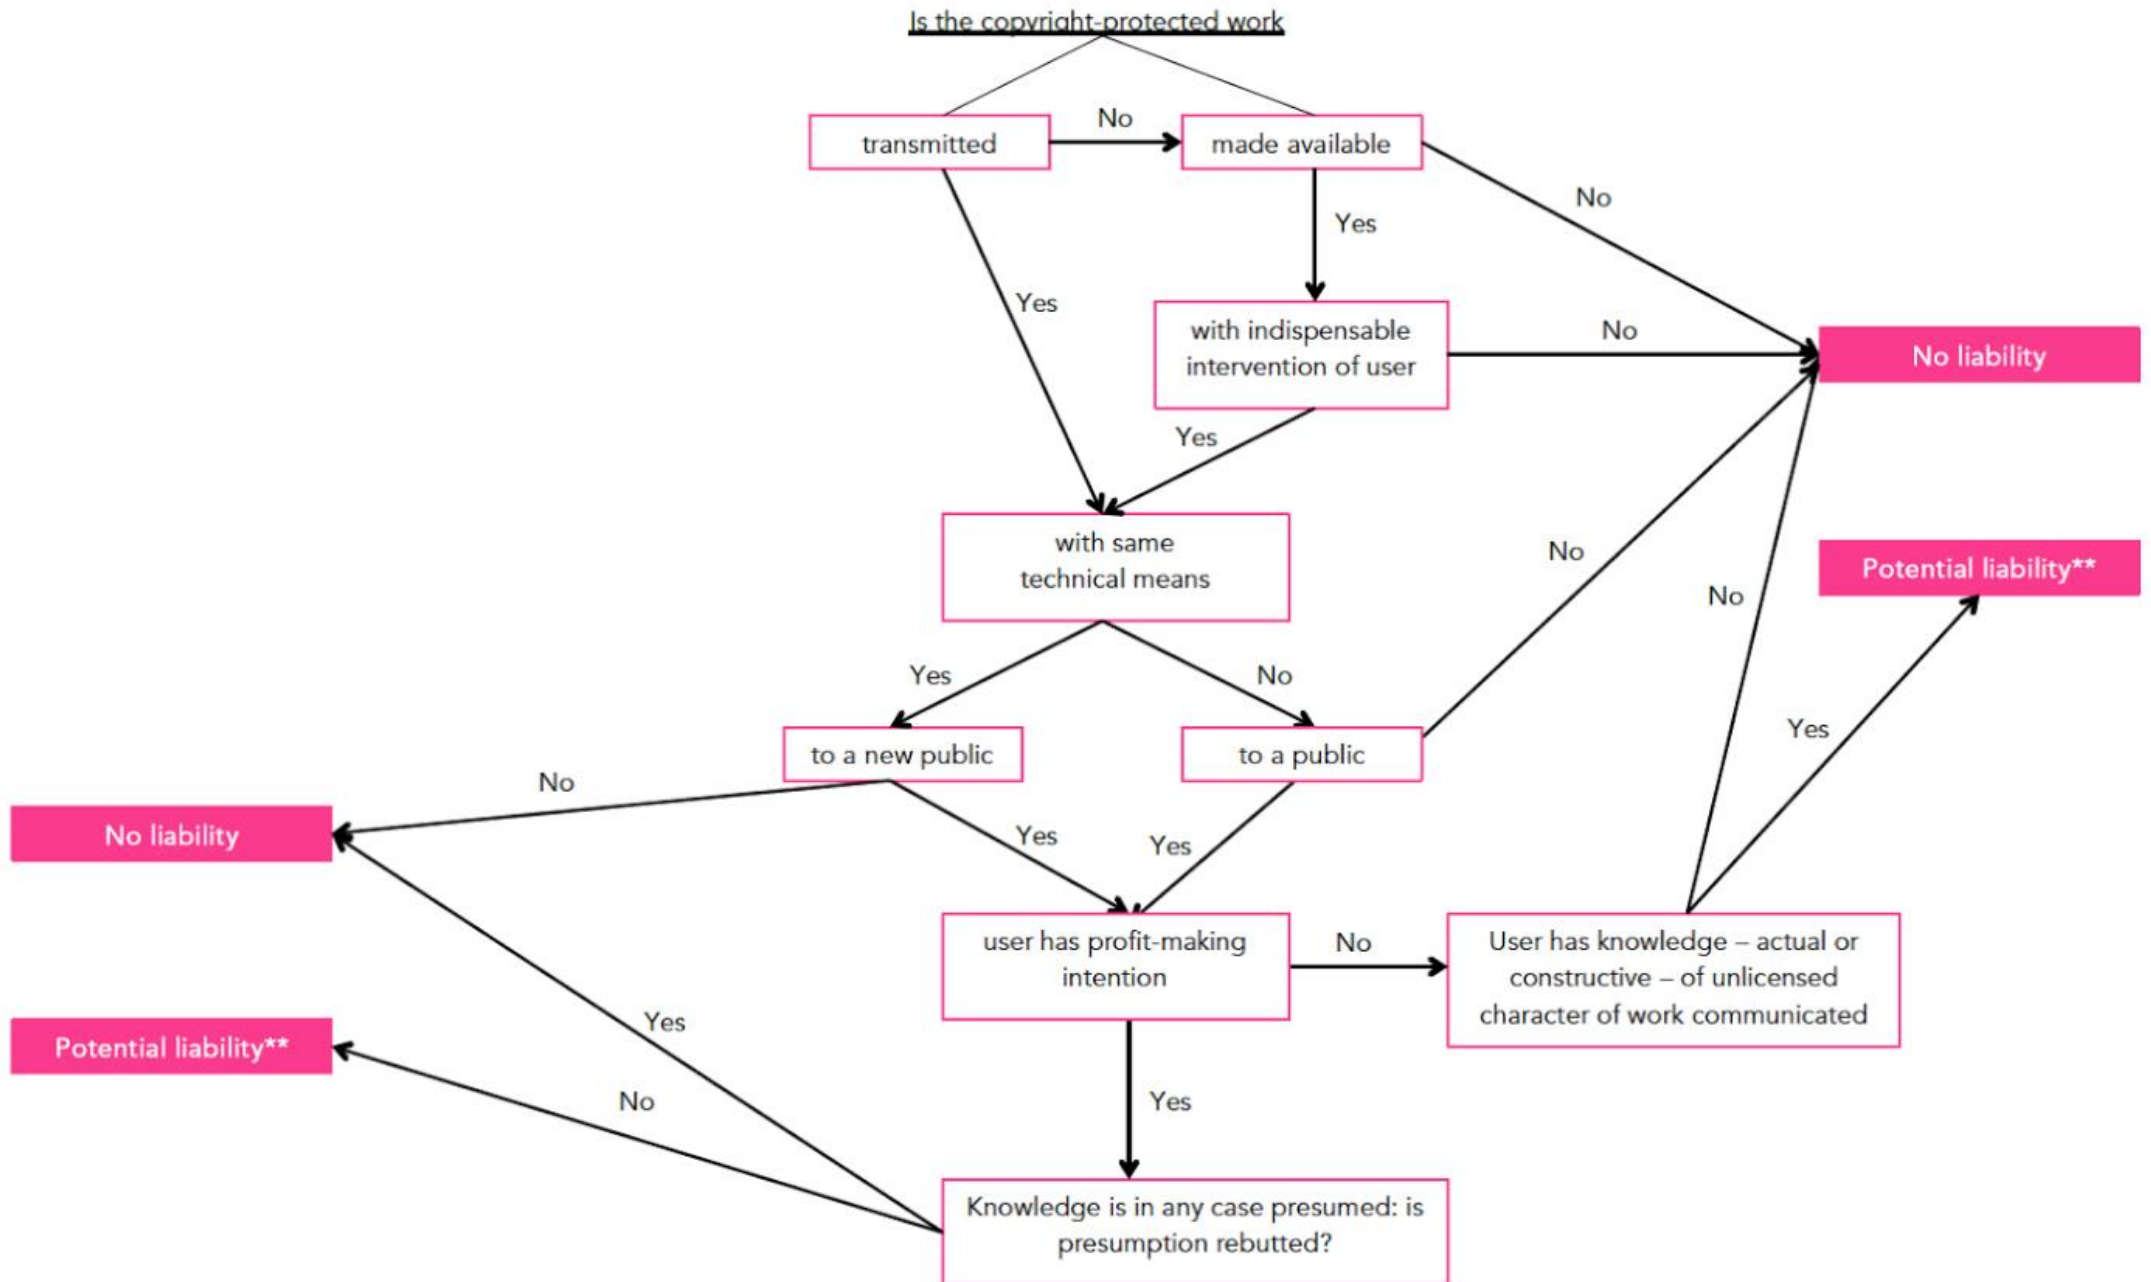 Is the copyright-protected work
No
transmitted
made available
No
Yes
Yes
with indispensable
intervention of user
No
No liability
Yes
with same
technical means
No
Potential liability**
No
Yes
No
Yes
to a new public
to a public
No
No liability
Yes
Yes
user has profit-making
intention
No
User has knowledge – actual or
constructive – of unlicensed
character of work communicated
Yes
Potential liability**
No
Yes
Knowledge is in any case presumed: is
presumption rebutted?